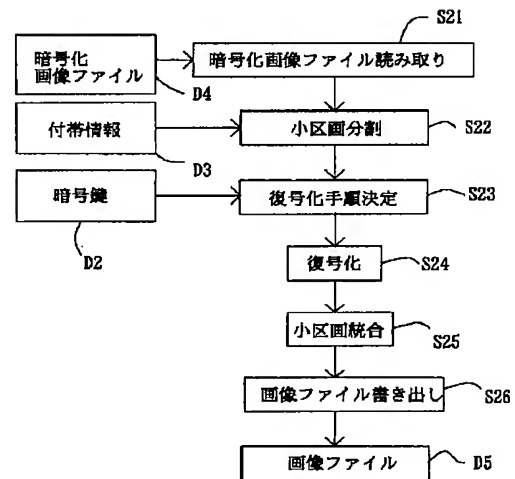 S21
暗号化
画像ファイル
D4
暗号化画像ファイル読み取り
付帯情報
D3
小区画分割
S22
暗号鍵
D2
復号化手順決定
S23
復号化
S24
小区画統合
S25
画像ファイル書き出し
S26
画像ファイル
D5